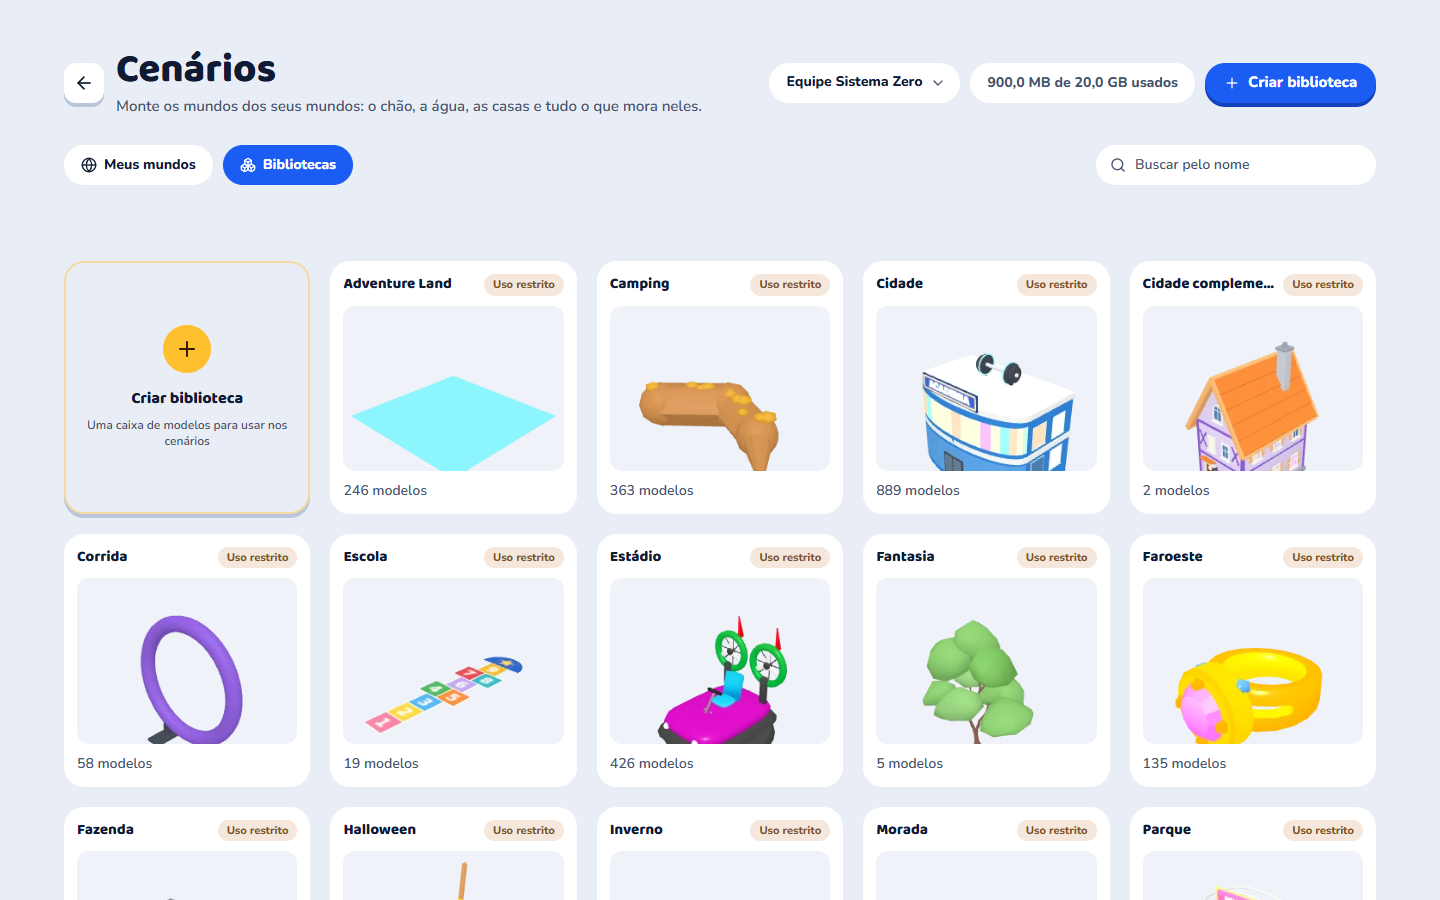 Cenários
Monte os mundos dos seus mundos: o chão, a água, as casas e tudo o que mora neles.
Equipe Sistema Zero
900,0 MB de 20,0 GB usados
Criar biblioteca
Meus mundos
Bibliotecas
Buscar pelo nome
Criar biblioteca
Uma caixa de modelos para usar nos
cenários
Adventure Land
Uso restrito
246 modelos
Camping
Uso restrito
363 modelos
Cidade
Uso restrito
889 modelos
Cidade compleme...
Uso restrito
2 modelos
Corrida
Uso restrito
58 modelos
Escola
Uso restrito
19 modelos
Estádio
Uso restrito
426 modelos
Fantasia
Uso restrito
5 modelos
Faroeste
Uso restrito
135 modelos
Fazenda
Uso restrito
Halloween
Uso restrito
Inverno
Uso restrito
Morada
Uso restrito
Parque
Uso restrito